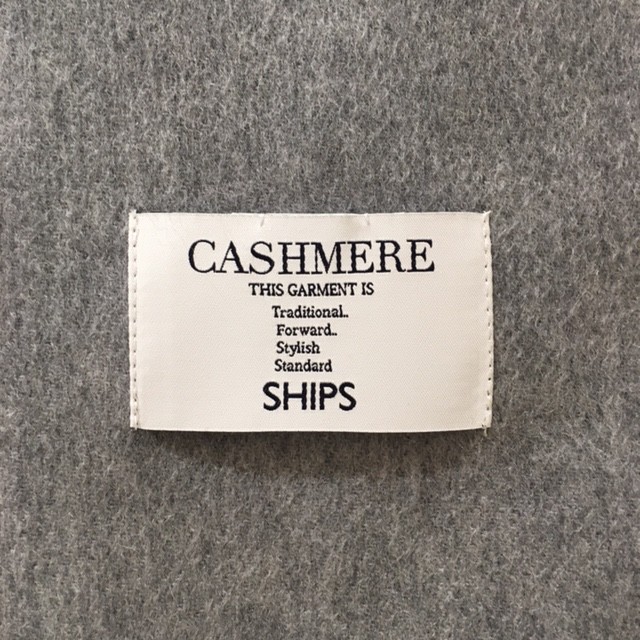 CASHMERE
THIS GARMENT IS
Traditional..
Forward..
Stylish
Standard
SHIPS